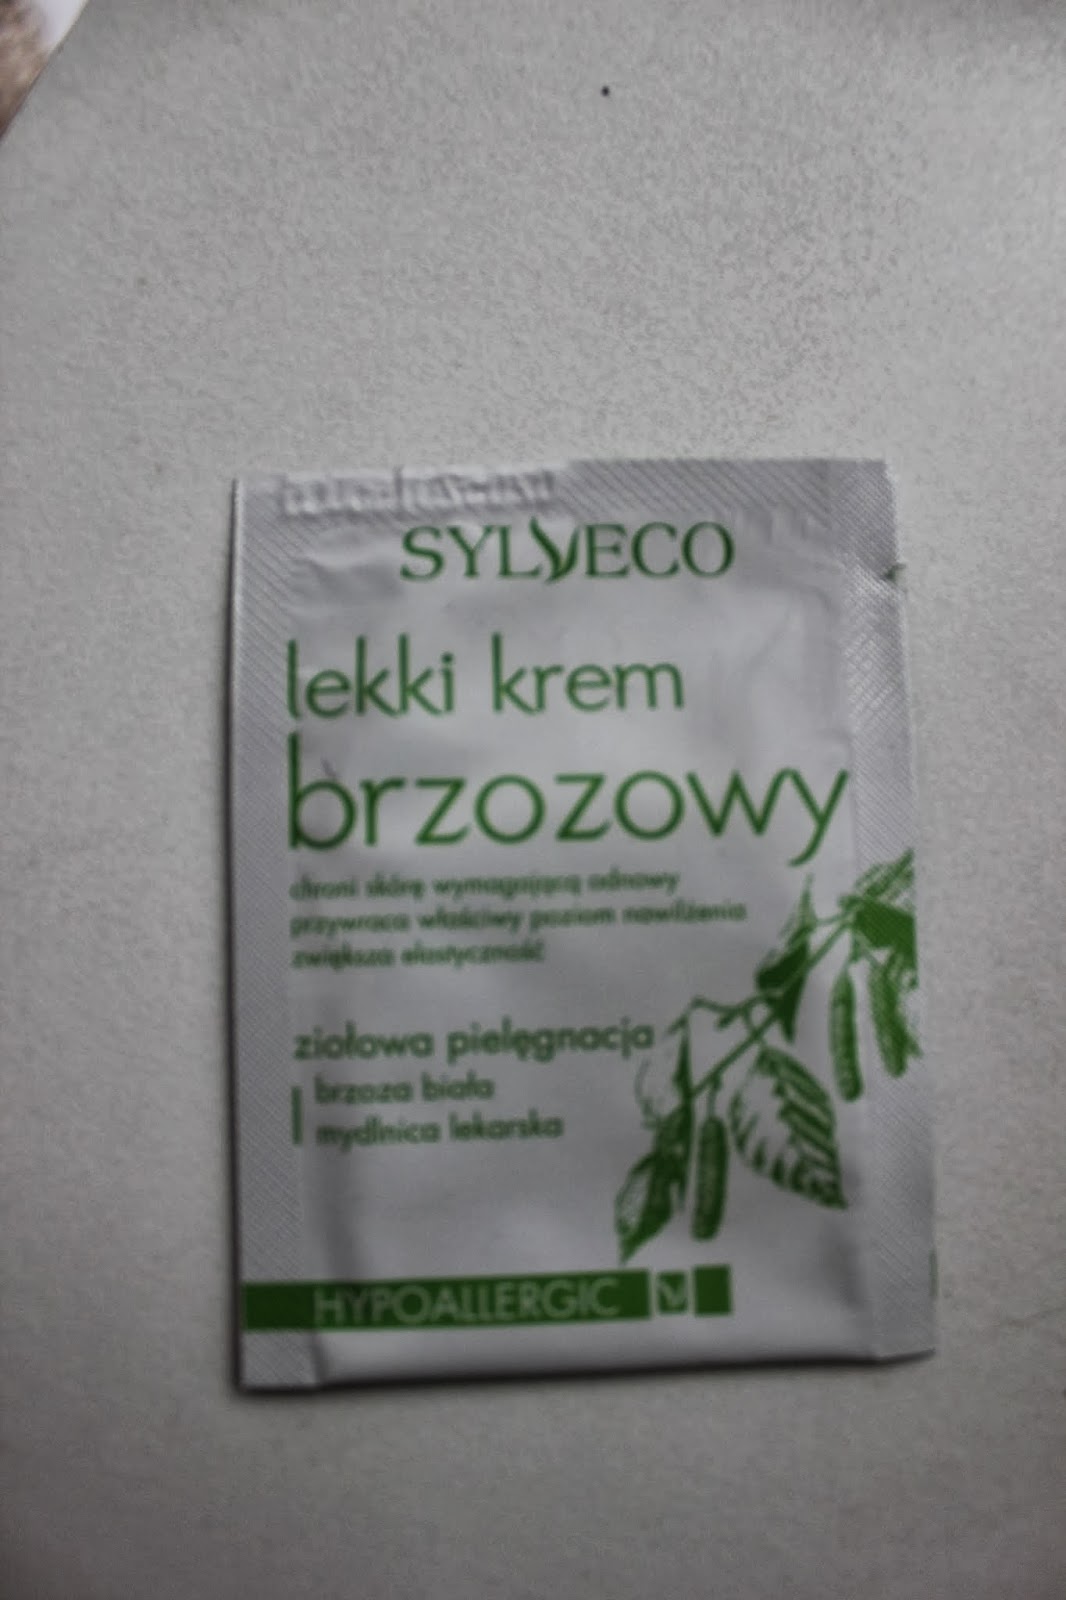 SYLVECO
lekki krem
brzozowy
chroni skórę wymagającą odnowy
przywraca właściwy poziom nawilżenia
zwiększa elastyczność
ziołowa pielęgnacja
brzoza biała
mydlnica lekarska
HYPOALLERGIC